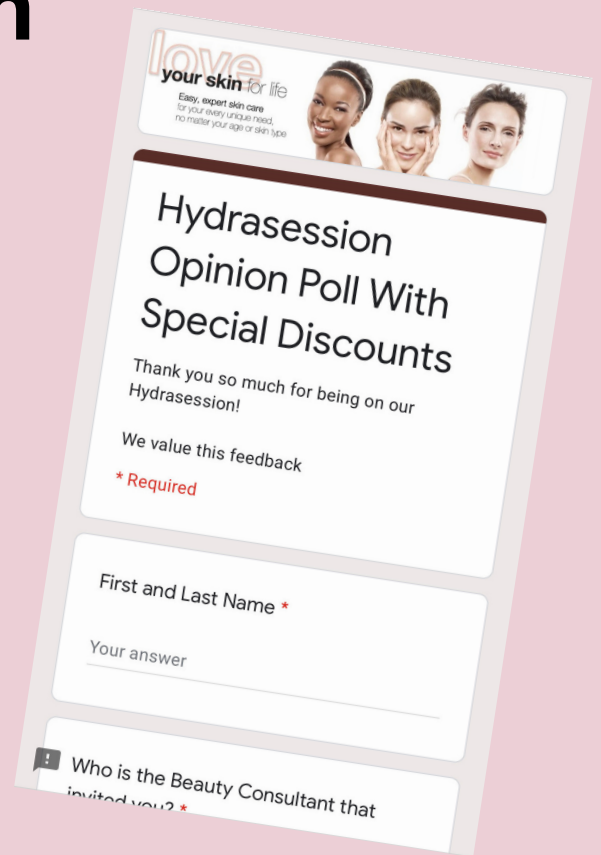 n
love
your skin for life
Easy, expert skin care
for your every unique need,
no matter your age or skin type
Hydrasession
Opinion Poll With
Special Discounts
Thank you so much for being on our
Hydrasession!
We value this feedback
* Required
First and Last Name *
Your answer
Who is the Beauty Consultant that
invited you? *